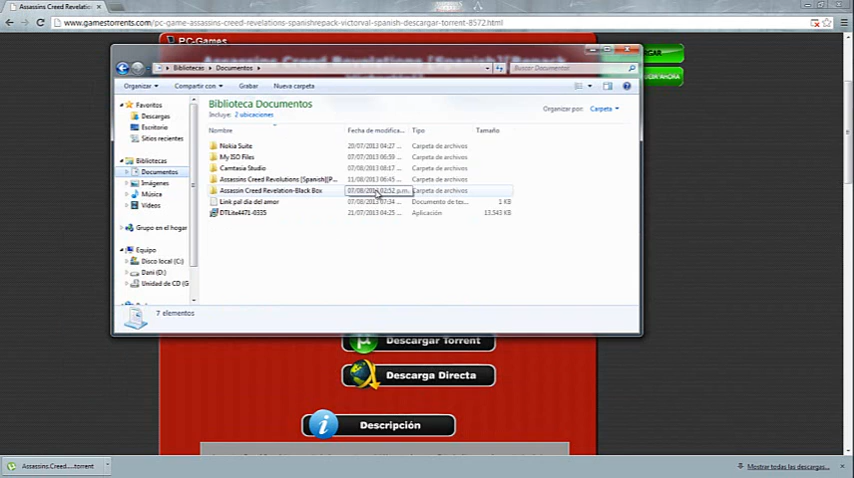 Assassins Creed Revelati
www.gamestorrents.com/pc-game-assassins-creed-revelations-spanishrepack-victorval-spanish-descargar-torrent-8572.html
PC-Games
Bibliotecas ▸ Documentos ▸
Buscar Documentos
Organizar
Compartir con
Grabar
Nueva carpeta
Favoritos
Descargas
Escritorio
Sitios recientes
Bibliotecas
Documentos
Imágenes
Música
Videos
Grupo en el hogar
Equipo
Disco local (C:)
Dani (D:)
Unidad de CD (G
Biblioteca Documentos
Incluye: 2 ubicaciones
Organizar por: Carpeta
Nombre Fecha de modifica... Tipo Tamaño
Nokia Suite 20/07/2013 04:27 ... Carpeta de archivos
My ISO Files 07/08/2013 06:59 ... Carpeta de archivos
Camtasia Studio 07/08/2013 08:17 ... Carpeta de archivos
Assassins Creed Revolutions [Spanish][P... 11/08/2013 06:45 ... Carpeta de archivos
Assassin Creed Revelation-Black Box 02:52 p.m. Carpeta de archivos
Link pal dia del amor 07/08/2013 07:34 ... Documento de tex... 1 KB
DTLite4471-0335 21/07/2013 04:25 ... Aplicación 13,543 KB
7 elementos
Descargar Torrent
Descarga Directa
Descripción
Assassins.Creed....torrent
Mostrar todas las descargas...